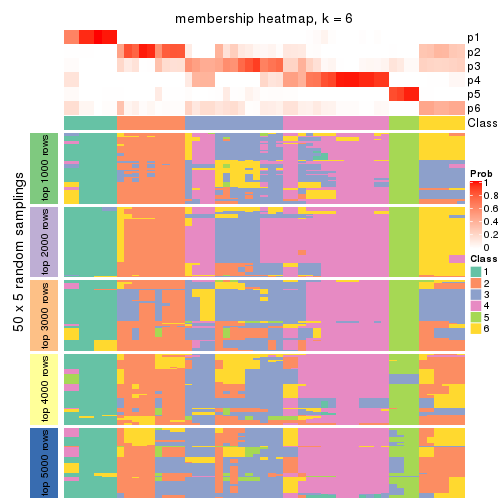 membership heatmap, k = 6
p1
p2
p3
p4
p5
p6
Class
50 x 5 random samplings
top 1000 rows
top 2000 rows
top 3000 rows
top 4000 rows
top 5000 rows
Prob
1
0.8
0.6
0.4
0.2
0
Class
1
2
3
4
5
6